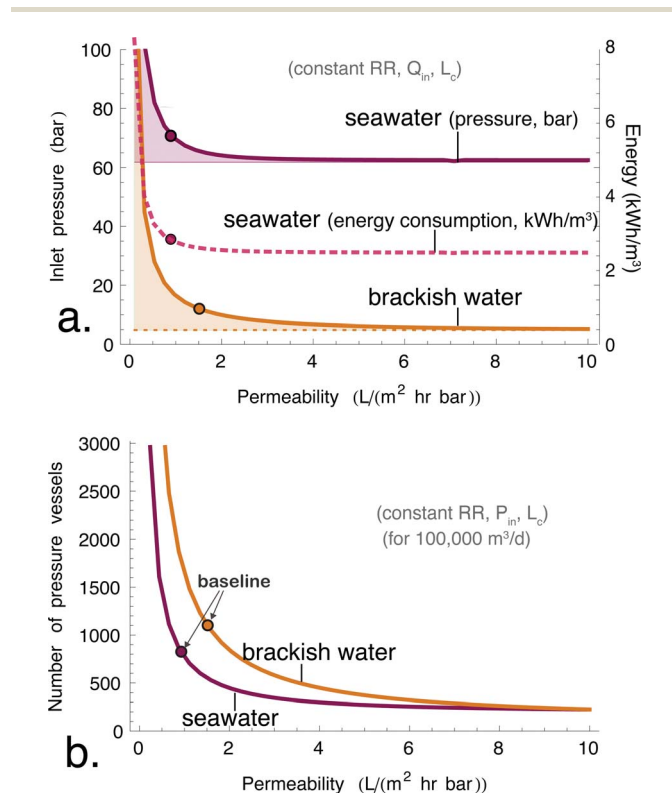 100
80
60
40
20
0
Inlet pressure (bar)
8
6
4
2
0
Energy (kWh/m³)
(constant RR, Qin, Lc)
seawater (pressure, bar)
seawater (energy consumption, kWh/m³)
brackish water
a.
0 2 4 6 8 10
Permeability (L/(m² hr bar))
3000
2500
2000
1500
1000
500
0
Number of pressure vessels
(constant RR, Pin, Lc)
(for 100,000 m³/d)
baseline
brackish water
seawater
b.
0 2 4 6 8 10
Permeability (L/(m² hr bar))